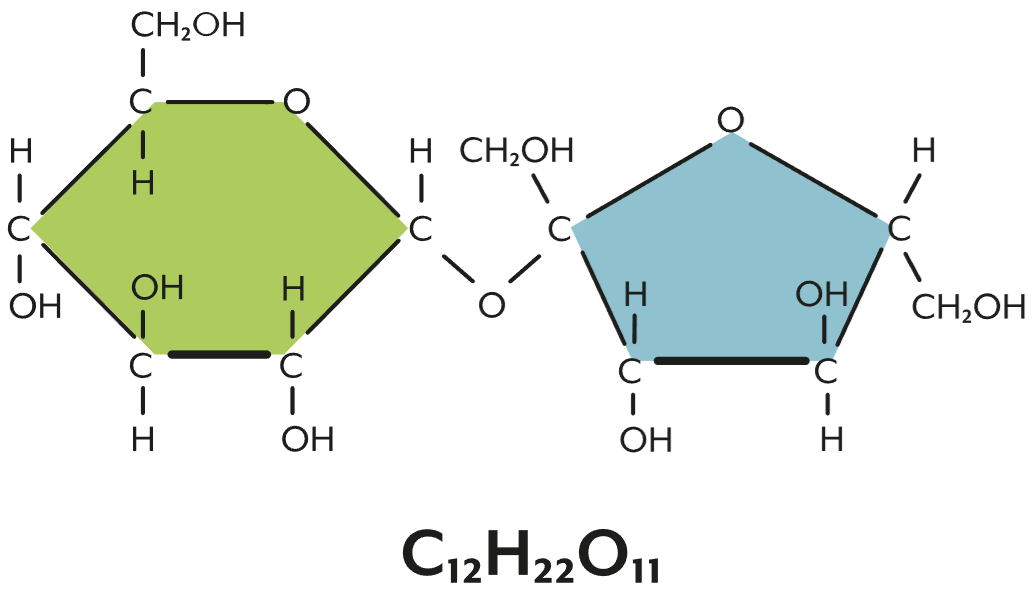 CH₂OH
C O
O
H H CH₂OH H
H
C C C C
OH H H OH
OH O CH₂OH
C C C C
H OH OH H
C₁₂H₂₂O₁₁